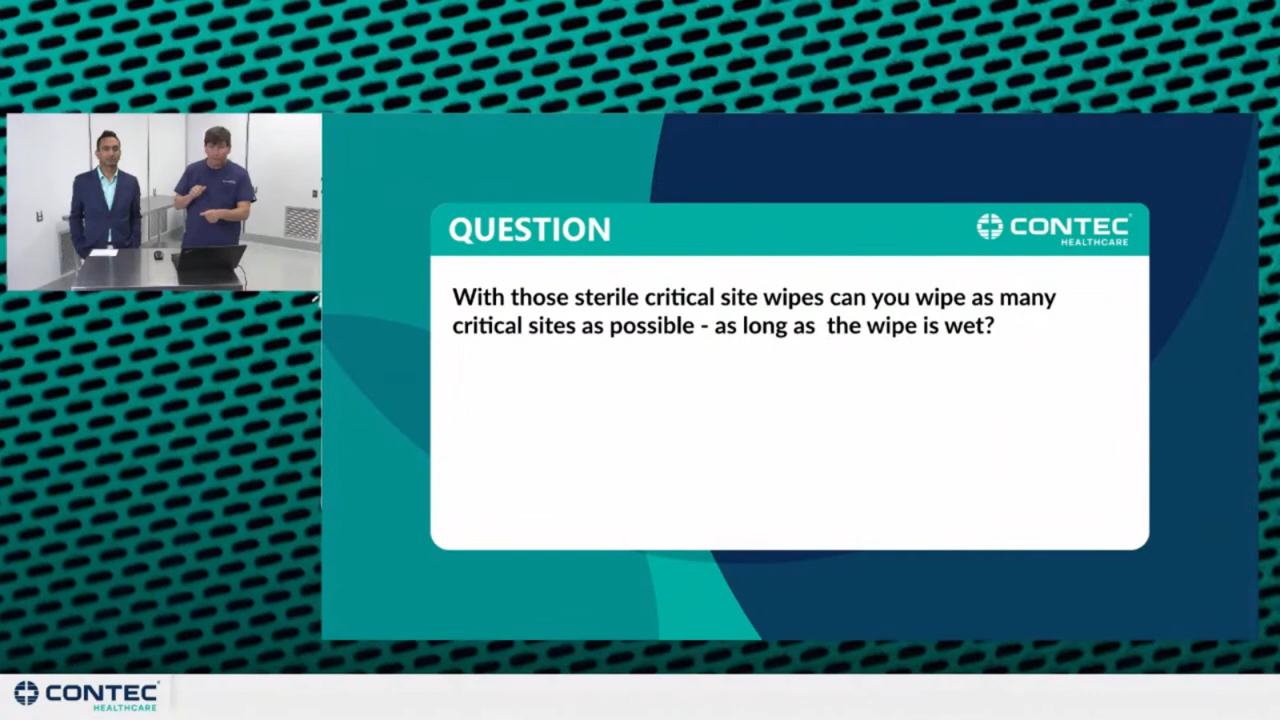 QUESTION
CONTEC
HEALTHCARE
With those sterile critical site wipes can you wipe as many
critical sites as possible - as long as  the wipe is wet?
CONTEC
HEALTHCARE